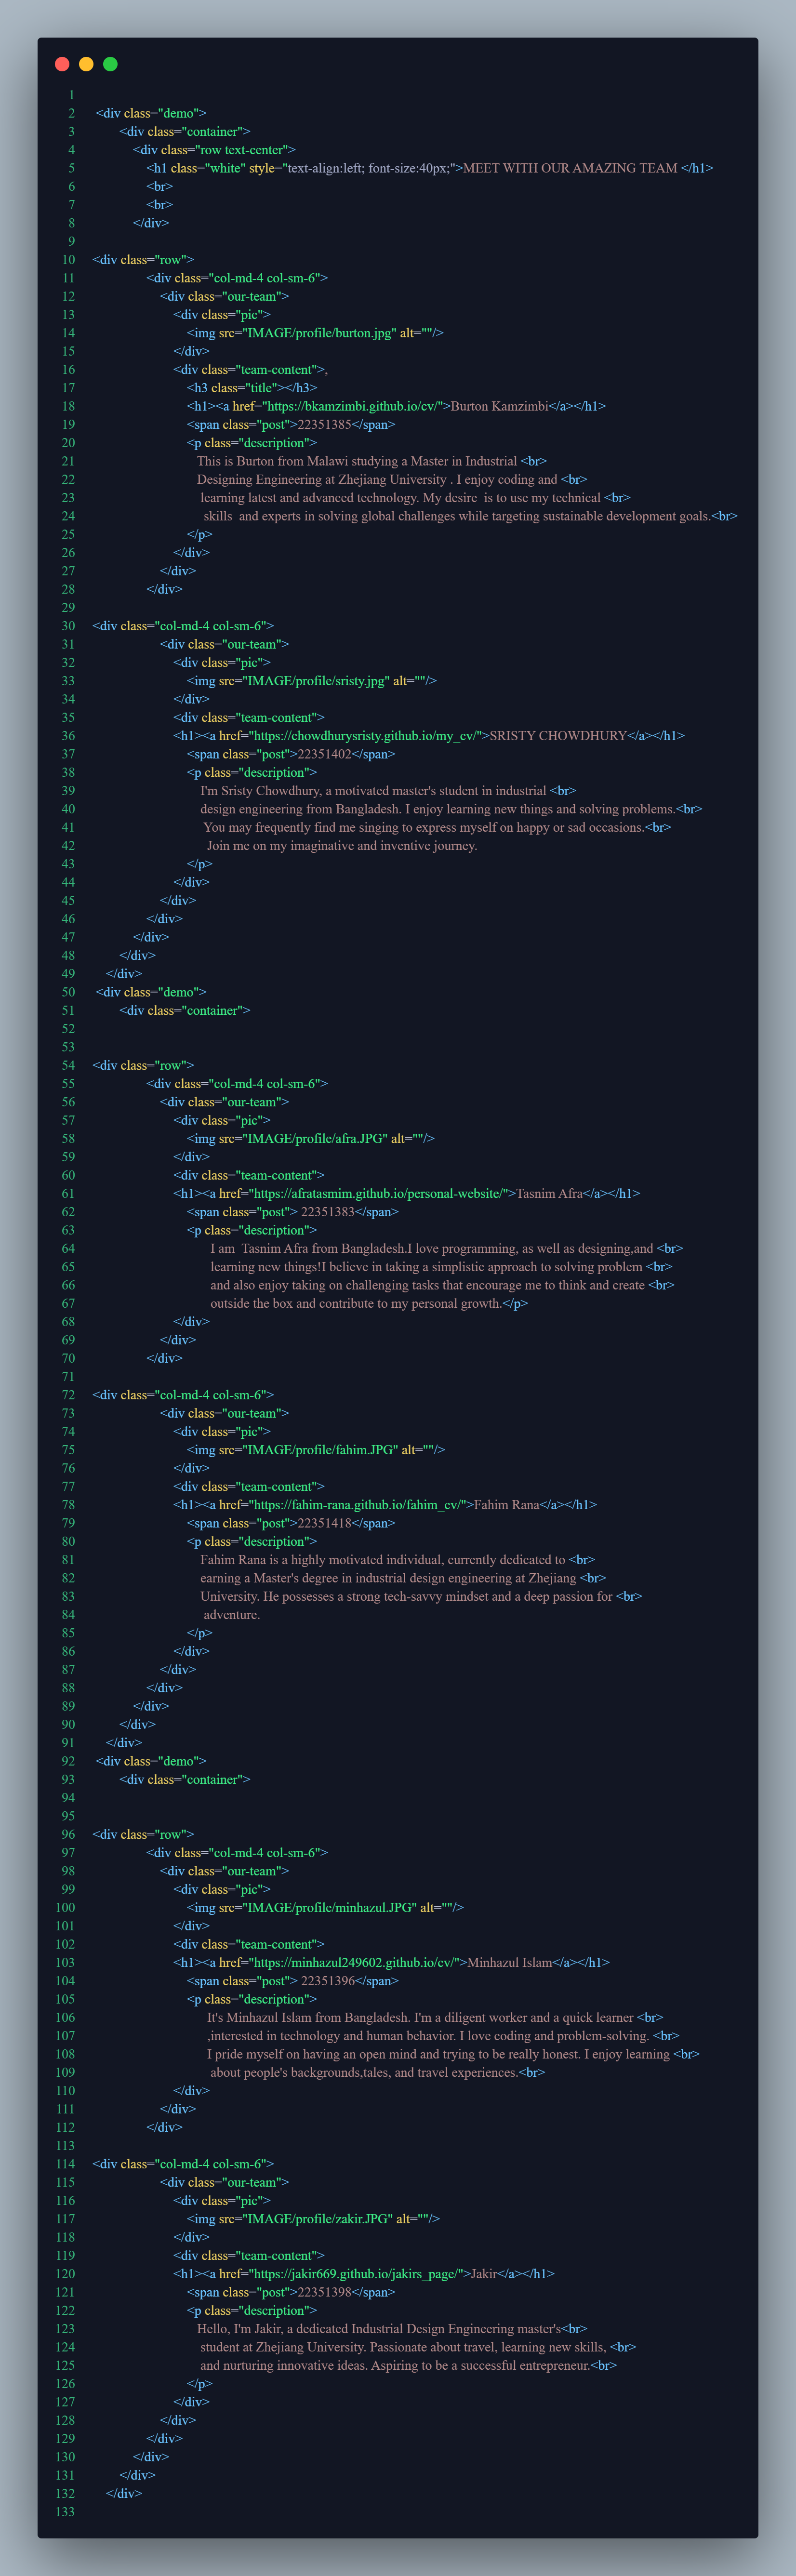 1
2 <div class="demo">
3 <div class="container">
4 <div class="row text-center">
5 <h1 class="white" style="text-align:left; font-size:40px;">MEET WITH OUR AMAZING TEAM </h1>
6 <br>
7 <br>
8 </div>
9
10 <div class="row">
11 <div class="col-md-4 col-sm-6">
12 <div class="our-team">
13 <div class="pic">
14 <img src="IMAGE/profile/burton.jpg" alt=""/>
15 </div>
16 <div class="team-content">,
17 <h3 class="title"></h3>
18 <h1><a href="https://bkamzimbi.github.io/cv/">Burton Kamzimbi</a></h1>
19 <span class="post">22351385</span>
20 <p class="description">
21 This is Burton from Malawi studying a Master in Industrial <br>
22 Designing Engineering at Zhejiang University . I enjoy coding and <br>
23 learning latest and advanced technology. My desire  is to use my technical <br>
24 skills  and experts in solving global challenges while targeting sustainable development goals.<br>
25 </p>
26 </div>
27 </div>
28 </div>
29
30 <div class="col-md-4 col-sm-6">
31 <div class="our-team">
32 <div class="pic">
33 <img src="IMAGE/profile/sristy.jpg" alt=""/>
34 </div>
35 <div class="team-content">
36 <h1><a href="https://chowdhurysristy.github.io/my_cv/">SRISTY CHOWDHURY</a></h1>
37 <span class="post">22351402</span>
38 <p class="description">
39 I'm Sristy Chowdhury, a motivated master's student in industrial <br>
40 design engineering from Bangladesh. I enjoy learning new things and solving problems.<br>
41 You may frequently find me singing to express myself on happy or sad occasions.<br>
42 Join me on my imaginative and inventive journey.
43 </p>
44 </div>
45 </div>
46 </div>
47 </div>
48 </div>
49 </div>
50 <div class="demo">
51 <div class="container">
52
53
54 <div class="row">
55 <div class="col-md-4 col-sm-6">
56 <div class="our-team">
57 <div class="pic">
58 <img src="IMAGE/profile/afra.JPG" alt=""/>
59 </div>
60 <div class="team-content">
61 <h1><a href="https://afratasmim.github.io/personal-website/">Tasnim Afra</a></h1>
62 <span class="post"> 22351383</span>
63 <p class="description">
64 I am  Tasnim Afra from Bangladesh.I love programming, as well as designing,and <br>
65 learning new things!I believe in taking a simplistic approach to solving problem <br>
66 and also enjoy taking on challenging tasks that encourage me to think and create <br>
67 outside the box and contribute to my personal growth.</p>
68 </div>
69 </div>
70 </div>
71
72 <div class="col-md-4 col-sm-6">
73 <div class="our-team">
74 <div class="pic">
75 <img src="IMAGE/profile/fahim.JPG" alt=""/>
76 </div>
77 <div class="team-content">
78 <h1><a href="https://fahim-rana.github.io/fahim_cv/">Fahim Rana</a></h1>
79 <span class="post">22351418</span>
80 <p class="description">
81 Fahim Rana is a highly motivated individual, currently dedicated to <br>
82 earning a Master's degree in industrial design engineering at Zhejiang <br>
83 University. He possesses a strong tech-savvy mindset and a deep passion for <br>
84 adventure.
85 </p>
86 </div>
87 </div>
88 </div>
89 </div>
90 </div>
91 </div>
92 <div class="demo">
93 <div class="container">
94
95
96 <div class="row">
97 <div class="col-md-4 col-sm-6">
98 <div class="our-team">
99 <div class="pic">
100 <img src="IMAGE/profile/minhazul.JPG" alt=""/>
101 </div>
102 <div class="team-content">
103 <h1><a href="https://minhazul249602.github.io/cv/">Minhazul Islam</a></h1>
104 <span class="post"> 22351396</span>
105 <p class="description">
106 It's Minhazul Islam from Bangladesh. I'm a diligent worker and a quick learner <br>
107 ,interested in technology and human behavior. I love coding and problem-solving. <br>
108 I pride myself on having an open mind and trying to be really honest. I enjoy learning <br>
109 about people's backgrounds,tales, and travel experiences.<br>
110 </div>
111 </div>
112 </div>
113
114 <div class="col-md-4 col-sm-6">
115 <div class="our-team">
116 <div class="pic">
117 <img src="IMAGE/profile/zakir.JPG" alt=""/>
118 </div>
119 <div class="team-content">
120 <h1><a href="https://jakir669.github.io/jakirs_page/">Jakir</a></h1>
121 <span class="post">22351398</span>
122 <p class="description">
123 Hello, I'm Jakir, a dedicated Industrial Design Engineering master's<br>
124 student at Zhejiang University. Passionate about travel, learning new skills, <br>
125 and nurturing innovative ideas. Aspiring to be a successful entrepreneur.<br>
126 </p>
127 </div>
128 </div>
129 </div>
130 </div>
131 </div>
132 </div>
133